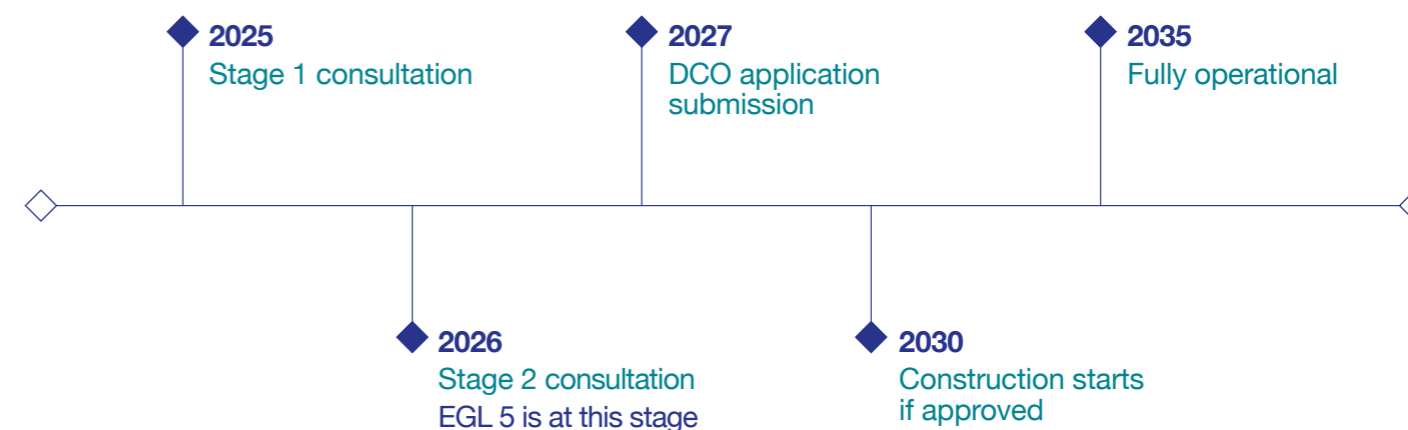 2025
Stage 1 consultation
2026
Stage 2 consultation
EGL 5 is at this stage
2027
DCO application
submission
2030
Construction starts
if approved
2035
Fully operational